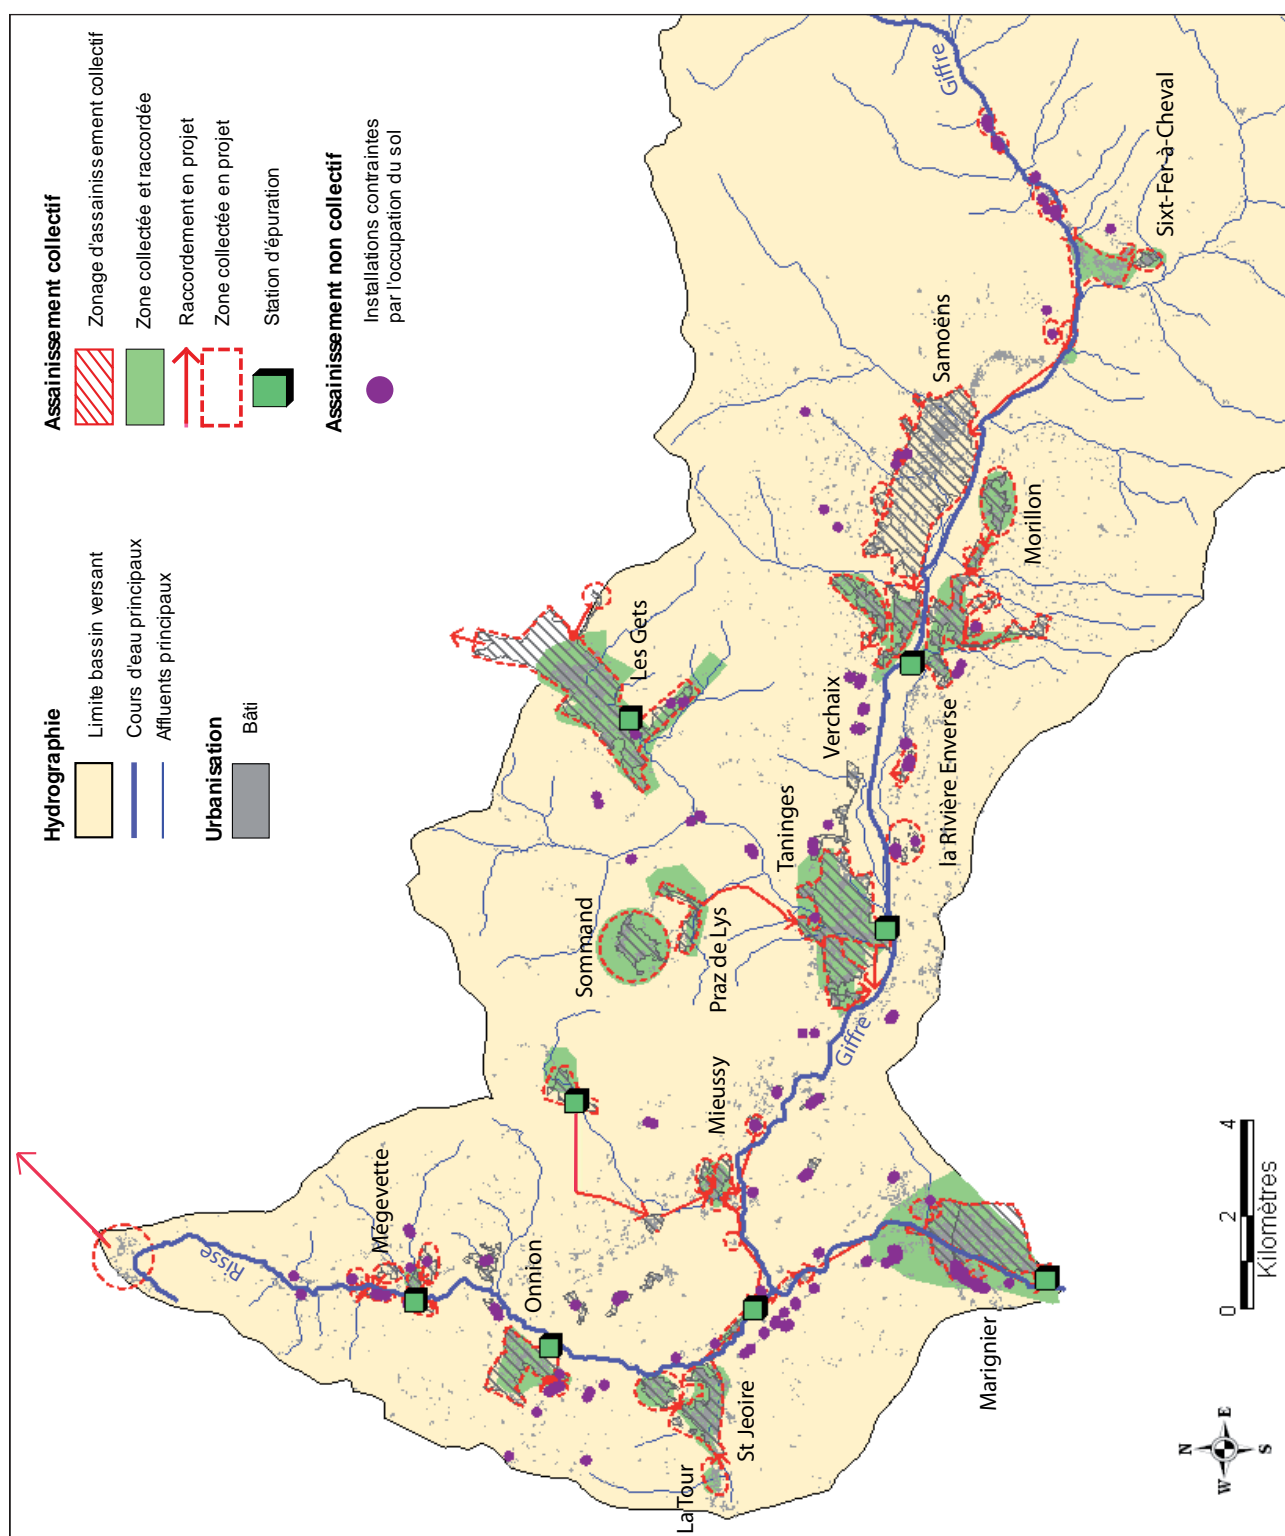 Hydrographie
Limite bassin versant
Cours d'eau principaux
Affluents principaux
Urbanisation
Bâti
Assainissement collectif
Zonage d'assainissement collectif
Zone collectée et raccordée
Raccordement en projet
Zone collectée en projet
Station d'épuration
Assainissement non collectif
Installations contraintes
par l'occupation du sol
Giffre
Sixt-Fer-à-Cheval
Samoëns
Morillon
Les Gets
Verchaix
la Rivière Enverse
Taninges
Sommand
Praz de Lys
Giffre
Mieussy
Mégevette
Risse
Onnion
St Jeoire
La Tour
Marignier
0 2 4
Kilomètres
N
W E
S